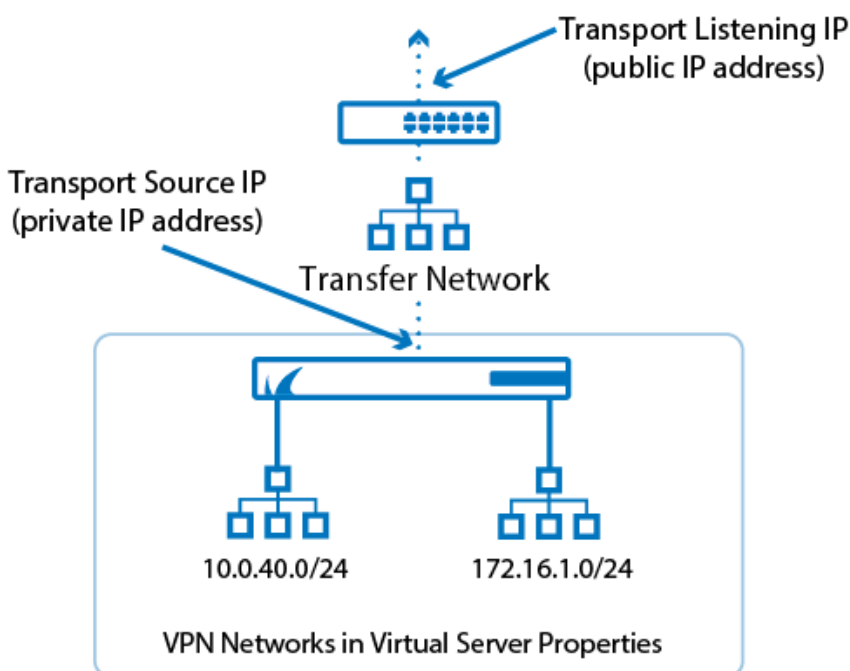 Transport Listening IP
(public IP address)
Transport Source IP
(private IP address)
Transfer Network
10.0.40.0/24
172.16.1.0/24
VPN Networks in Virtual Server Properties